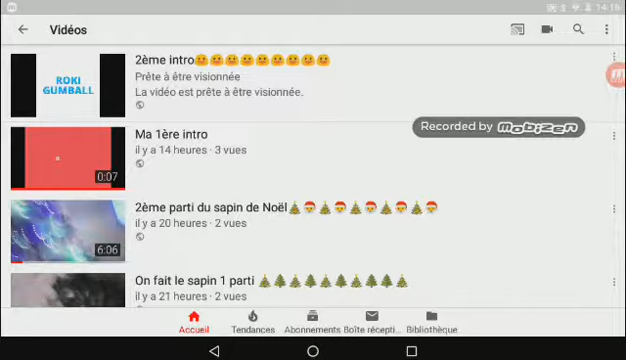 14:16
Vidéos
2ème intro
Prête à être visionnée
La vidéo est prête à être visionnée.
ROKI
GUMBALL
Recorded by mobizen
Ma 1ère intro
il y a 14 heures · 3 vues
0:07
2ème parti du sapin de Noël🎄🎅🎄🎅🎄🎅🎄🎅🎄🎅
il y a 20 heures · 2 vues
6:06
On fait le sapin 1 parti 🎄🌲🎄🌲🎄🌲🎄🌲🎄
il y a 21 heures · 2 vues
Accueil
Tendances
Abonnements
Boîte récepti...
Bibliothèque